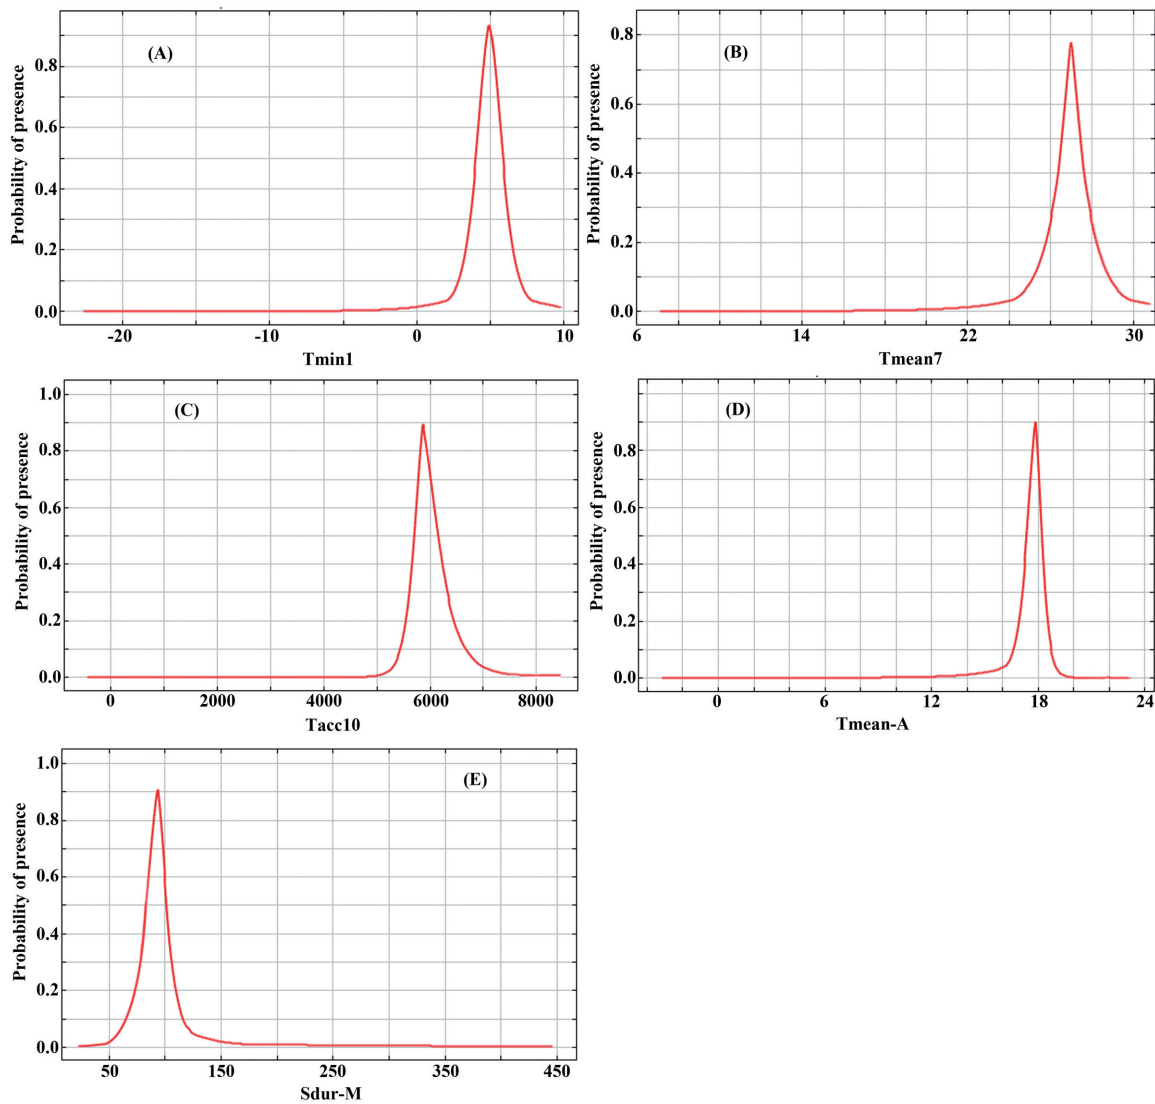 (A)
Probability of presence
0.8
0.6
0.4
0.2
0.0
-20 -10 0 10
Tmin1
(B)
Probability of presence
0.8
0.6
0.4
0.2
0.0
6 14 22 30
Tmean7
(C)
Probability of presence
1.0
0.8
0.6
0.4
0.2
0.0
0 2000 4000 6000 8000
Tacc10
(D)
Probability of presence
0.8
0.6
0.4
0.2
0.0
0 6 12 18 24
Tmean-A
(E)
Probability of presence
1.0
0.8
0.6
0.4
0.2
0.0
50 150 250 350 450
Sdur-M